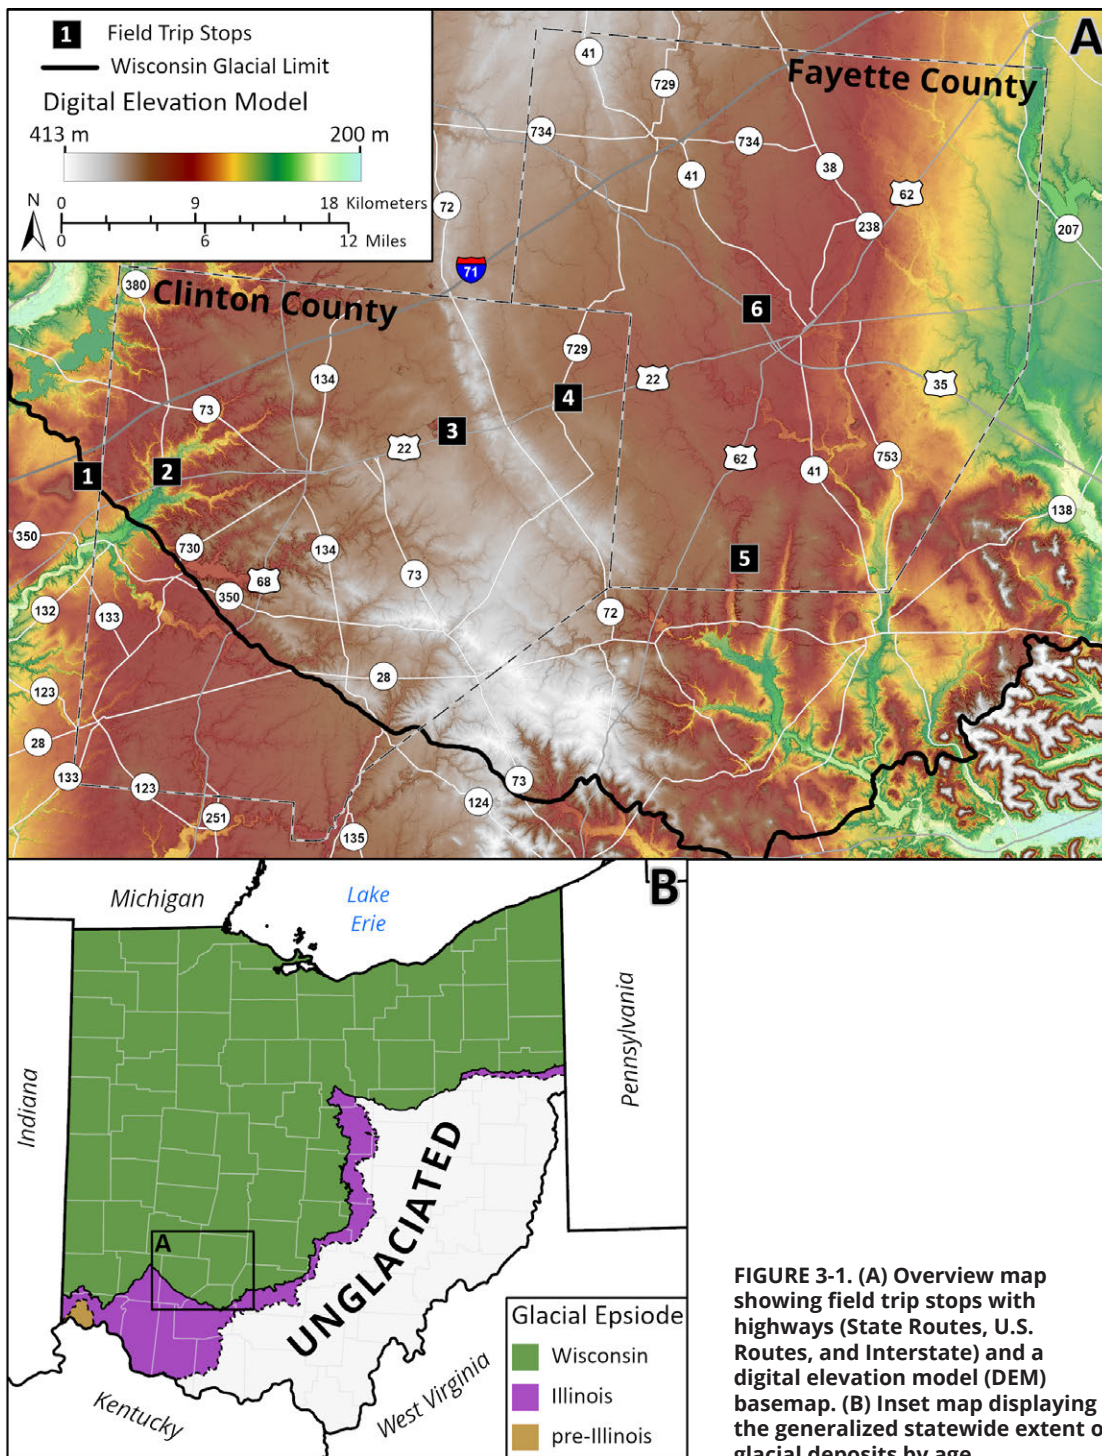 1 Field Trip Stops
Wisconsin Glacial Limit
Digital Elevation Model
413 m 200 m
N
0 9 18 Kilometers
0 6 12 Miles
A
Fayette County
Clinton County
41
729
734
734
41
38
62
72
238
207
71
380
6
729
134
22
35
4
73
3
22
62
753
1
2
41
138
350
730
134
5
68
73
350
132
133
72
28
123
28
133
123
73
124
251
135
B
Michigan
Lake
Erie
Indiana
Pennsylvania
UNGLACIATED
A
Kentucky
West Virginia
Glacial Epsiode
Wisconsin
Illinois
pre-Illinois
FIGURE 3-1. (A) Overview map
showing field trip stops with
highways (State Routes, U.S.
Routes, and Interstate) and a
digital elevation model (DEM)
basemap. (B) Inset map displaying
the generalized statewide extent o
glacial deposits by age